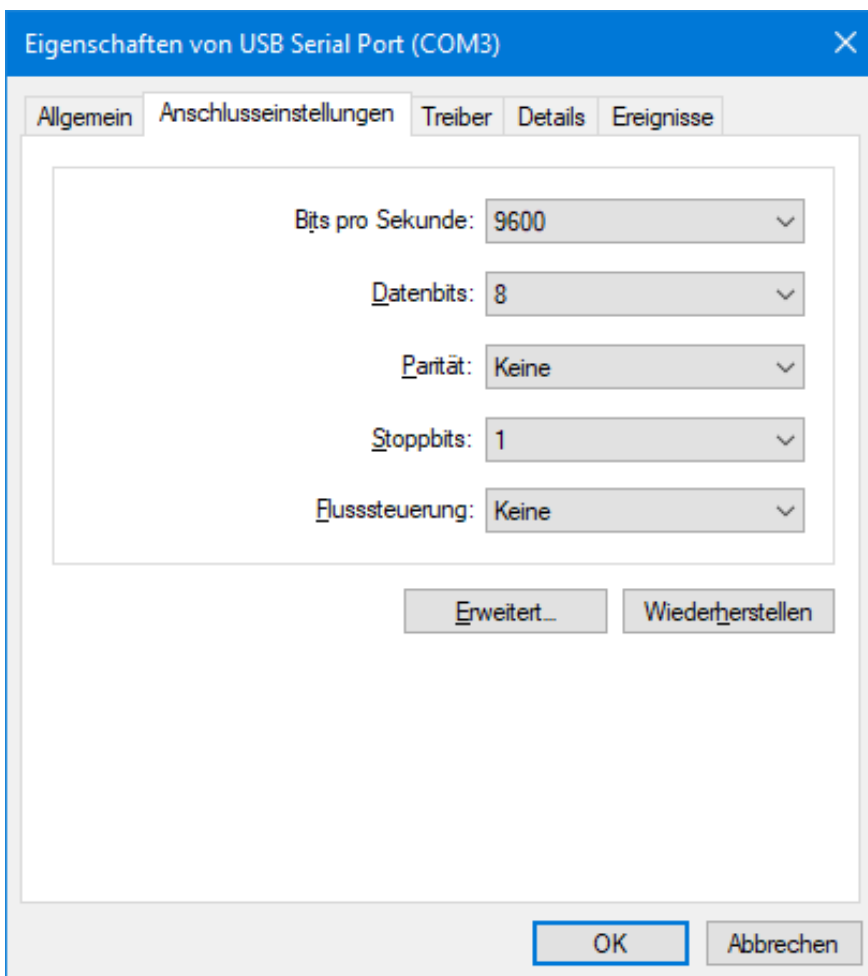 Eigenschaften von USB Serial Port (COM3)
Allgemein Anschlusseinstellungen Treiber Details Ereignisse
Bits pro Sekunde: 9600
Datenbits: 8
Parität: Keine
Stoppbits: 1
Flusssteuerung: Keine
Erweitert... Wiederherstellen
OK Abbrechen